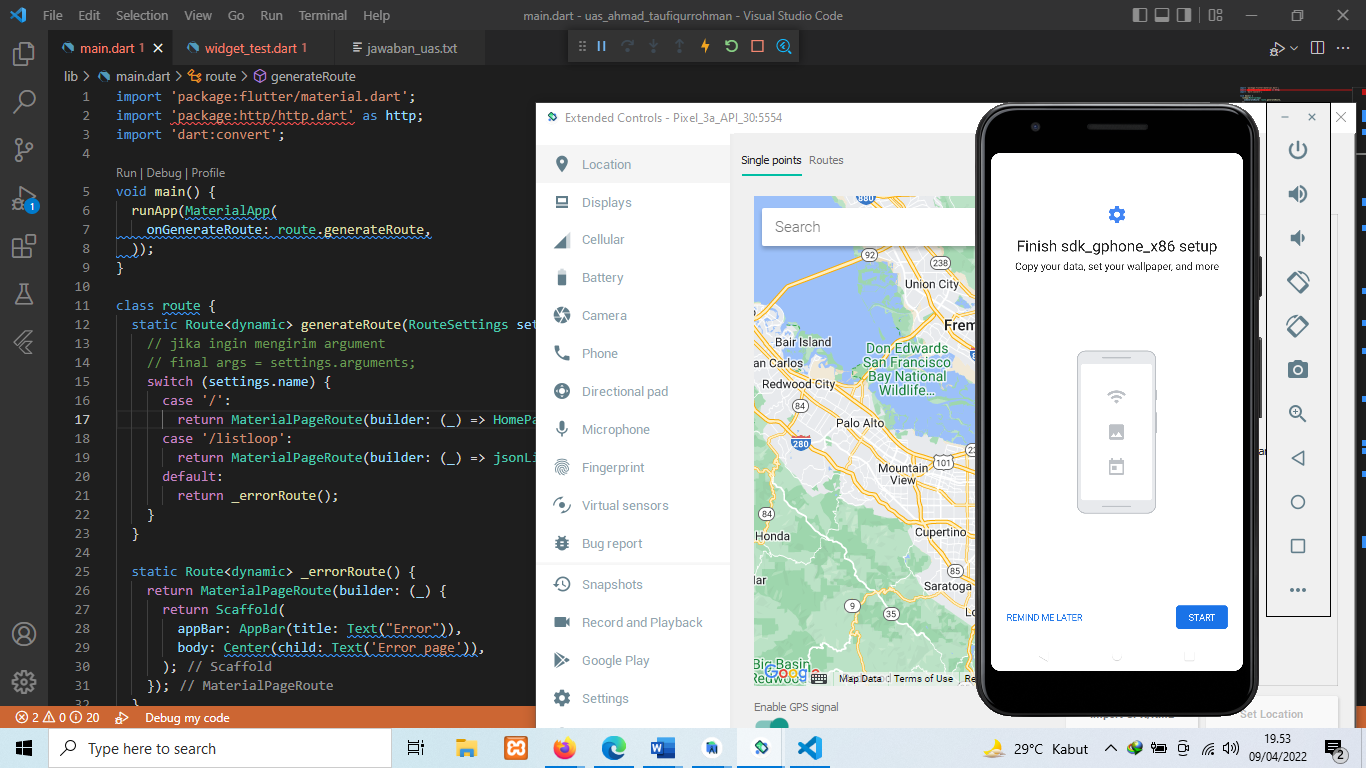 File Edit Selection View Go Run Terminal Help main.dart - uas_ahmad_taufiqurrohman - Visual Studio Code
main.dart 1 widget_test.dart 1 jawaban_uas.txt
lib > main.dart > route > generateRoute
1 import 'package:flutter/material.dart';
2 import 'package:http/http.dart' as http;
3 import 'dart:convert';
4
Run | Debug | Profile
5 void main() {
6 runApp(MaterialApp(
7 onGenerateRoute: route.generateRoute,
8 ));
9 }
10
11 class route {
12 static Route<dynamic> generateRoute(RouteSettings set
13 // jika ingin mengirim argument
14 // final args = settings.arguments;
15 switch (settings.name) {
16 case '/':
17 return MaterialPageRoute(builder: (_) => HomePa
18 case '/listloop':
19 return MaterialPageRoute(builder: (_) => jsonLi
20 default:
21 return _errorRoute();
22 }
23 }
24
25 static Route<dynamic> _errorRoute() {
26 return MaterialPageRoute(builder: (_) {
27 return Scaffold(
28 appBar: AppBar(title: Text("Error")),
29 body: Center(child: Text('Error page')),
30 ); // Scaffold
31 }); // MaterialPageRoute
32 }
1
2 0 20 Debug my code
Extended Controls - Pixel_3a_API_30:5554
Location
Displays
Cellular
Battery
Camera
Phone
Directional pad
Microphone
Fingerprint
Virtual sensors
Bug report
Snapshots
Record and Playback
Google Play
Settings
Single points Routes
Search
880
92
238
Union City
Frem
Bair Island
Don Edwards
San Francisco
Bay National
Wildlife...
an Carlos
Redwood City
84
Palo Alto
280
101
Mountain
View
84
Honda
Cupertino
85
Saratoga
9
35
Big Basin
Redwood
Google
Map Data Terms of Use Re
Enable GPS signal
Set Location
Finish sdk_gphone_x86 setup
Copy your data, set your wallpaper, and more
REMIND ME LATER START
Type here to search
29°C Kabut
19.53
09/04/2022
2